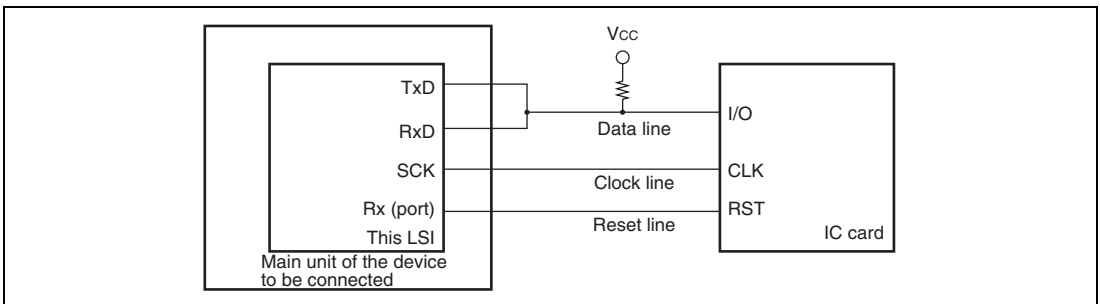 Vcc
TxD
I/O
RxD
Data line
SCK
CLK
Clock line
Rx (port)
RST
Reset line
This LSI
IC card
Main unit of the device
to be connected